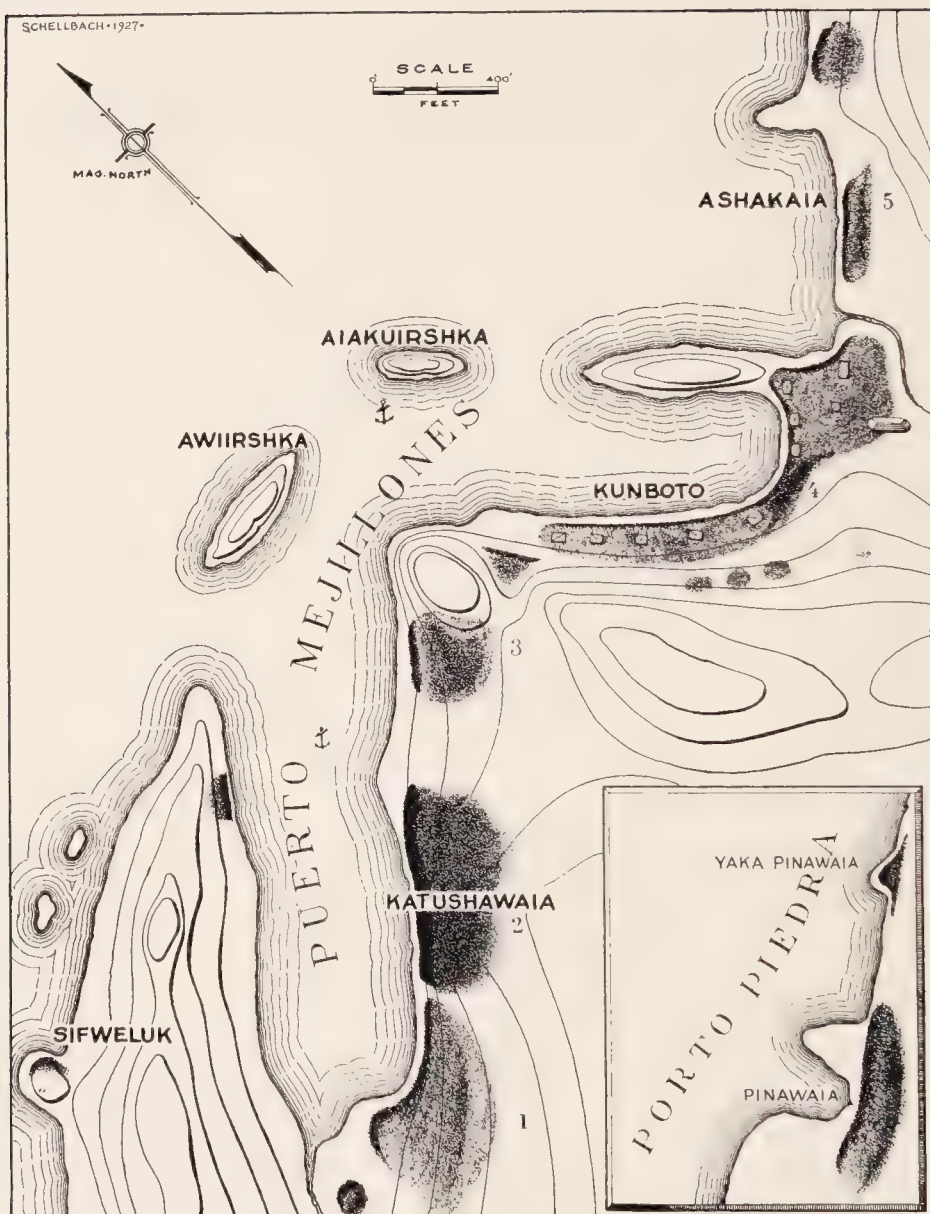 SCHELLBACH·1927·
SCALE
0' 400'
FEET
MAG. NORTH
ASHAKAIA
5
AIAKUIRSHKA
AWIIRSHKA
KUNBOTO
4
PUERTO MEJILLONES
3
KATUSHAWAIA
2
SIFWELUK
1
YAKA PINAWAIA
PORTO PIEDRA
PINAWAIA